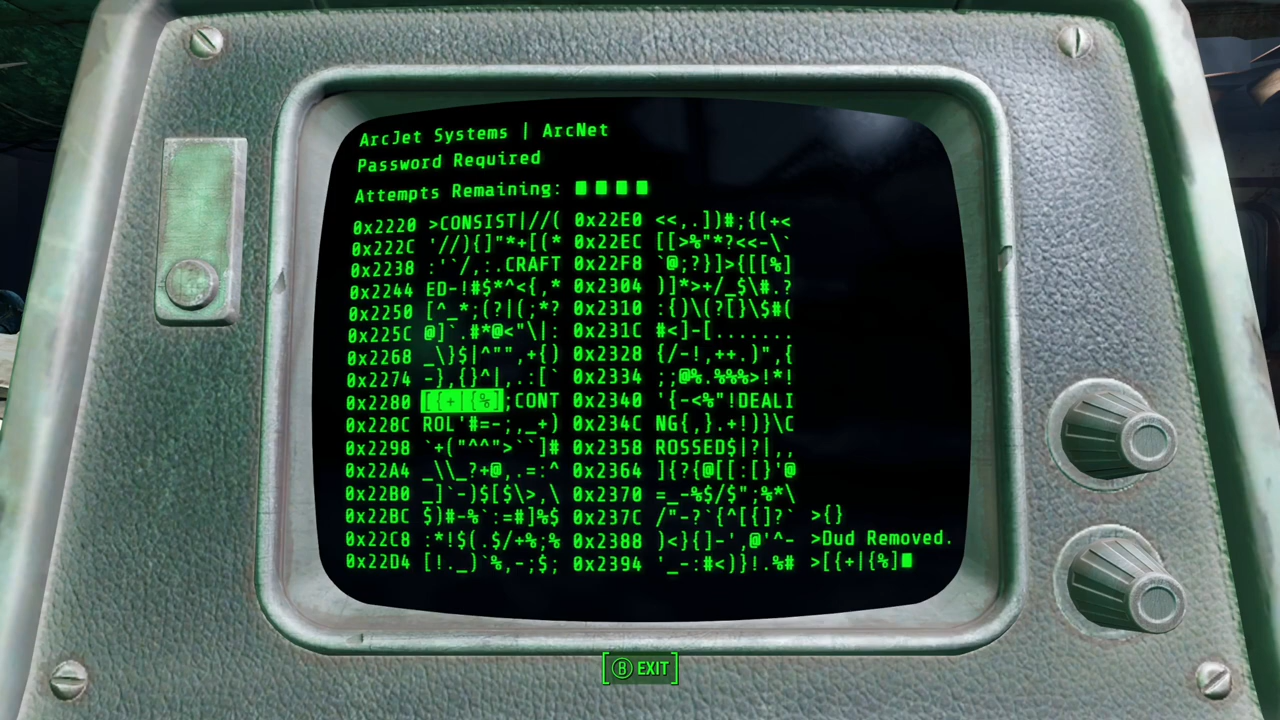 ArcJet Systems | ArcNet
Password Required
Attempts Remaining: ■ ■ ■ ■
0x2220 >CONSIST|//( 0x22E0 <<,.])#;{(+<
0x222C '//){]"*+[(* 0x22EC [[>%"*?<<-\`
0x2238 :'`/,:.CRAFT 0x22F8 `@;?}]>{[[%]
0x2244 ED-!#$*^<{,* 0x2304 )]*>+/_$\#.?
0x2250 [^_*;(?|(;*? 0x2310 :{)\(?[}\$#(
0x225C @]`.#*@<"\|: 0x231C #<]-[.......
0x2268 _\}$|^"",+{) 0x2328 {/-!,++.)",{
0x2274 -},{}^|,.:[` 0x2334 ;;@%.%%%>!*!
0x2280 [{+|{%];CONT 0x2340 '{-<%"!DEALI
0x228C ROL'#=-;,_+) 0x234C NG{,}.+!)}\C
0x2298 `+("^^">``]# 0x2358 ROSSED$|?|,,
0x22A4 _\\_?+@,.=:^ 0x2364 ]{?{@[[:[}'@
0x22B0 _]`-)$[$\>,\ 0x2370 =_-%$/$";%*\
0x22BC $)#-%`:=#]%$ 0x237C /"-?`{^[{]?` >{}
0x22C8 :*!$(.$/+%;% 0x2388 )<}{]-',@'^- >Dud Removed.
0x22D4 [!._)`%,-;$; 0x2394 '_-:#<)}!.%# >[{+|{%]■
B EXIT